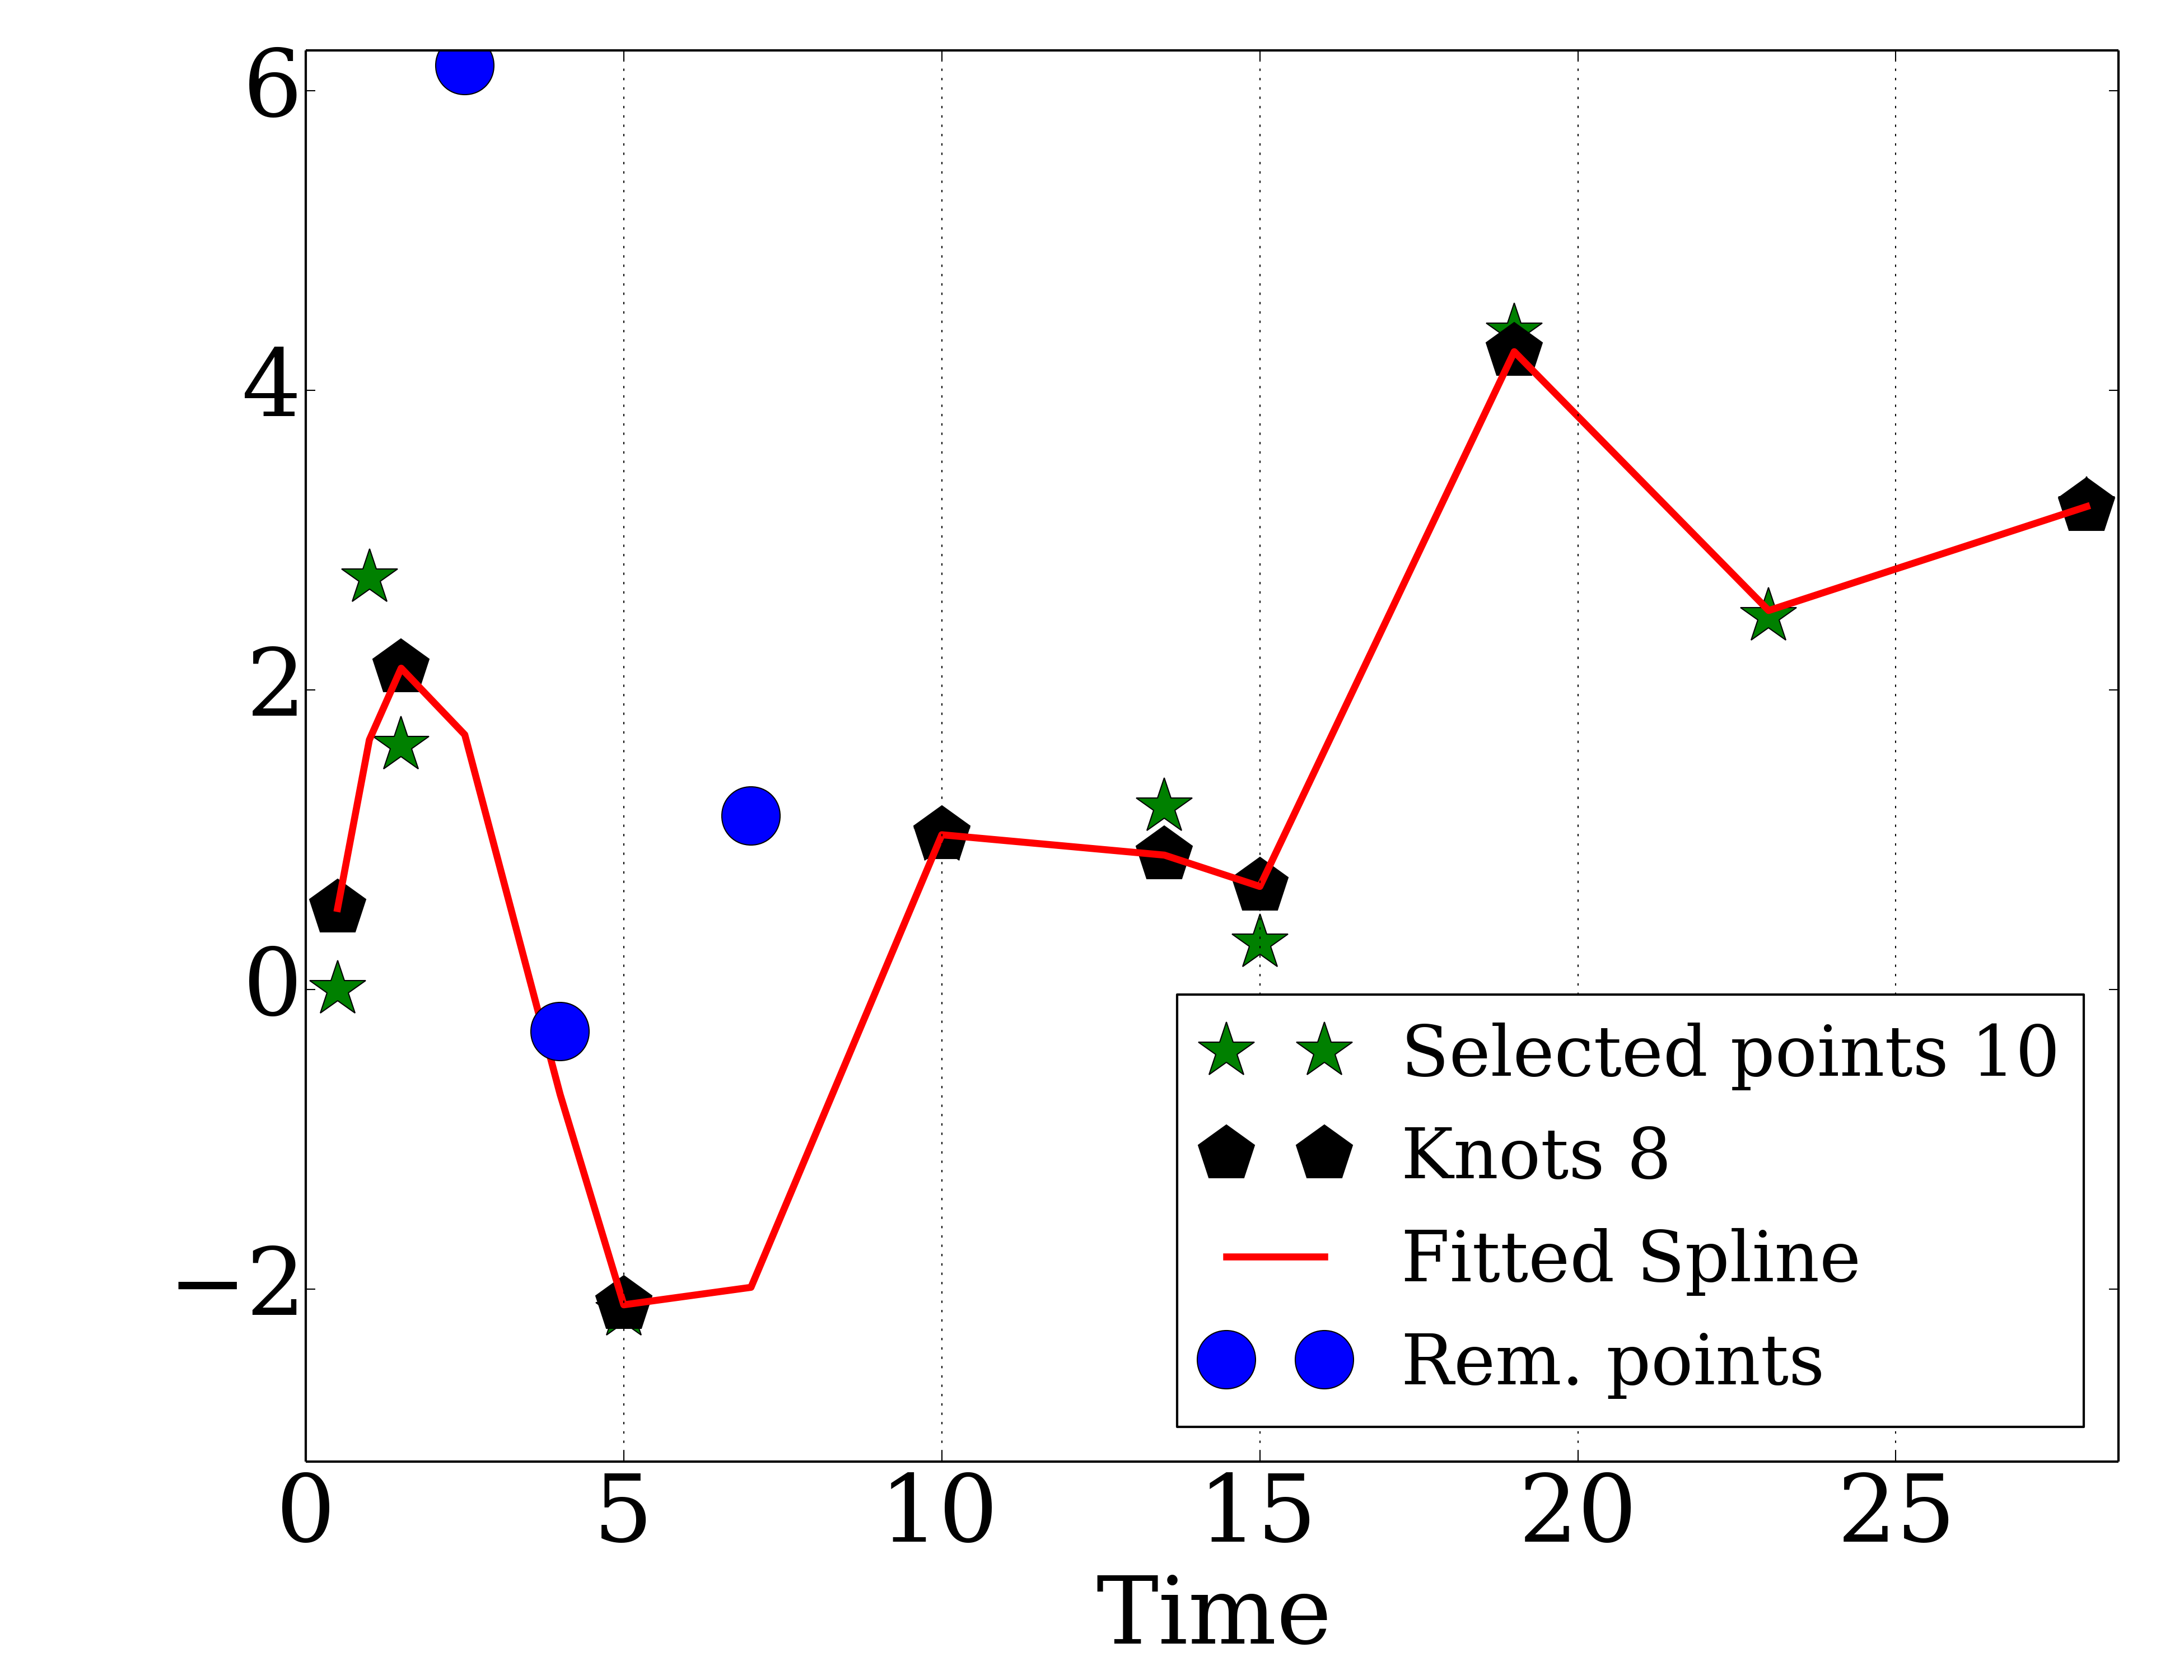 6
4
2
0
−2
Selected points 10
Knots 8
Fitted Spline
Rem. points
0 5 10 15 20 25
Time